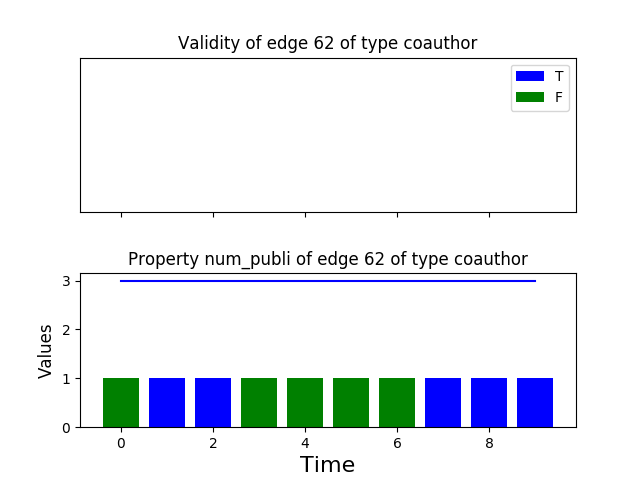 Validity of edge 62 of type coauthor
T
F
Property num_publi of edge 62 of type coauthor
3
2
1
0
Values
0 2 4 6 8
Time